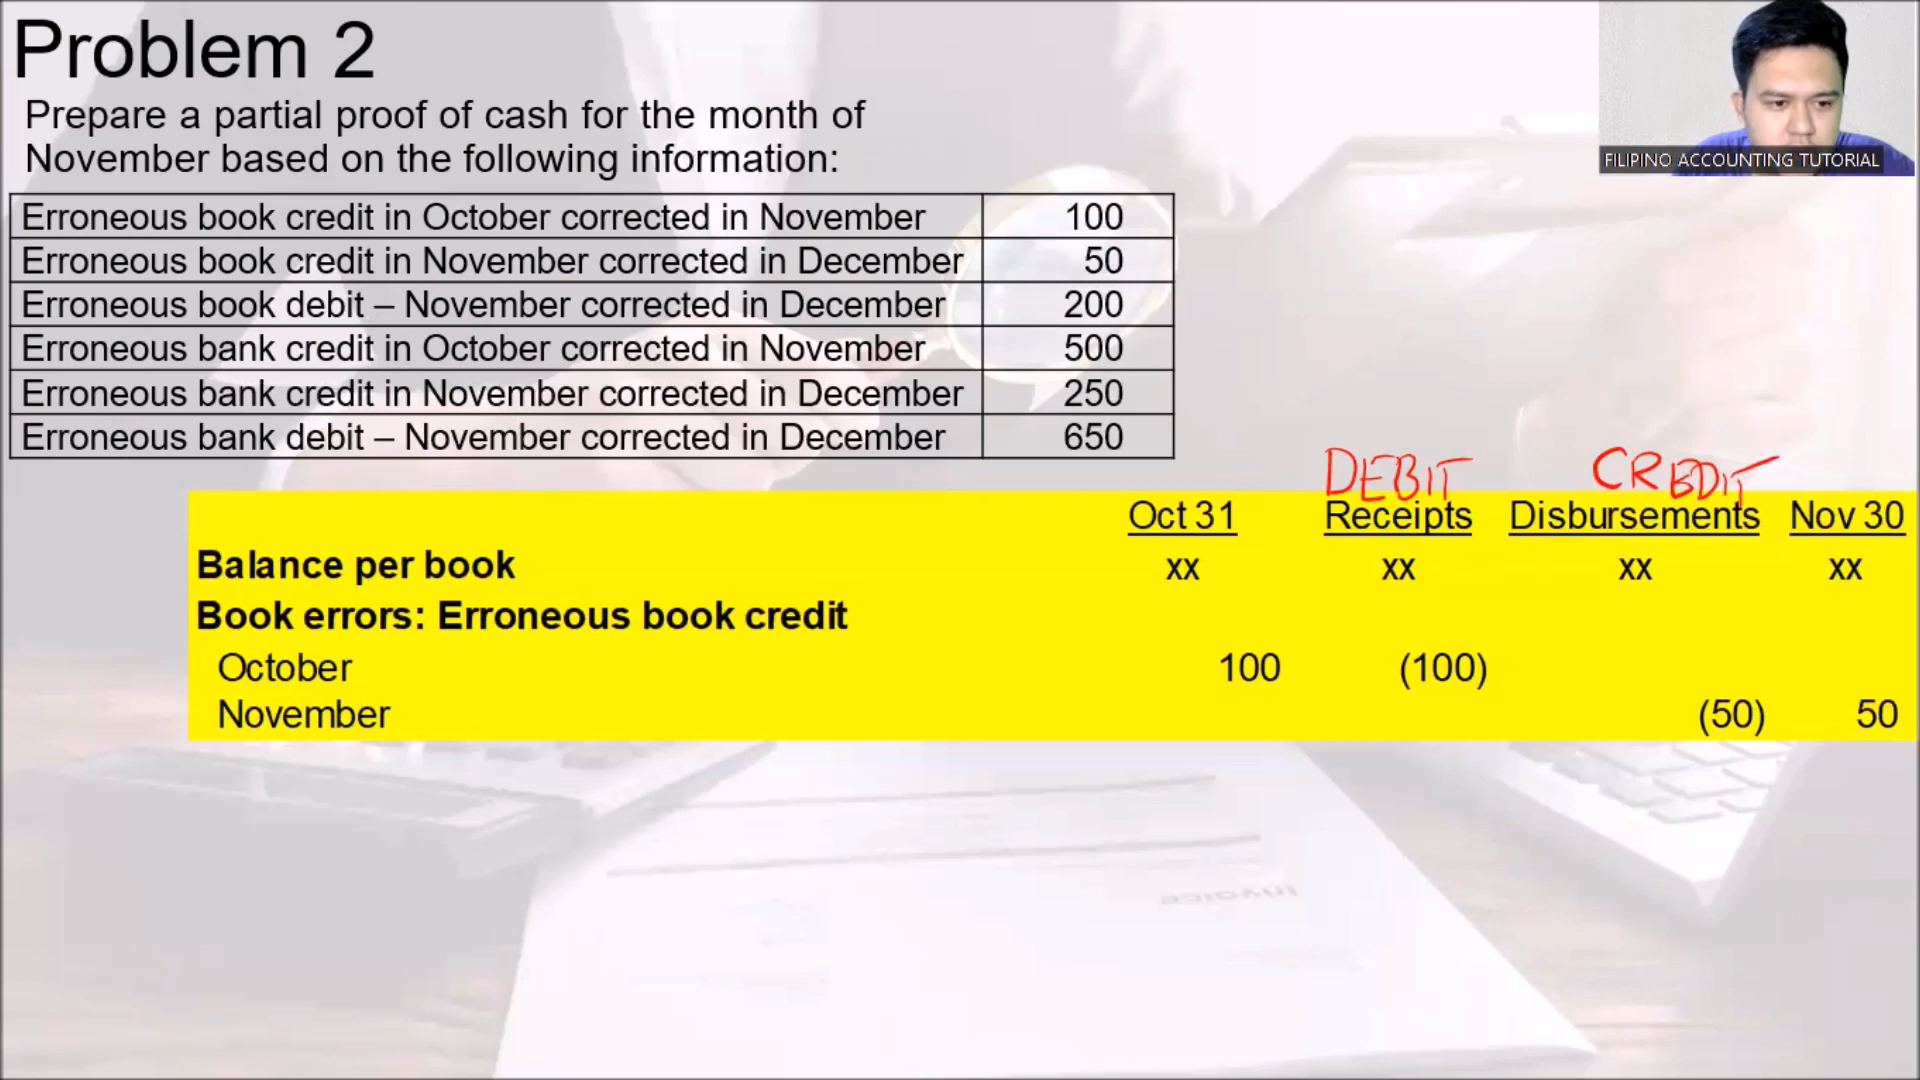 Problem 2
Prepare a partial proof of cash for the month of
November based on the following information:
FILIPINO ACCOUNTING TUTORIAL
Erroneous book credit in October corrected in November 100
Erroneous book credit in November corrected in December 50
Erroneous book debit – November corrected in December 200
Erroneous bank credit in October corrected in November 500
Erroneous bank credit in November corrected in December 250
Erroneous bank debit – November corrected in December 650
DEBIT CREDIT
Oct 31 Receipts Disbursements Nov 30
Balance per book xx xx xx xx
Book errors: Erroneous book credit
October 100 (100)
November (50) 50
invoice